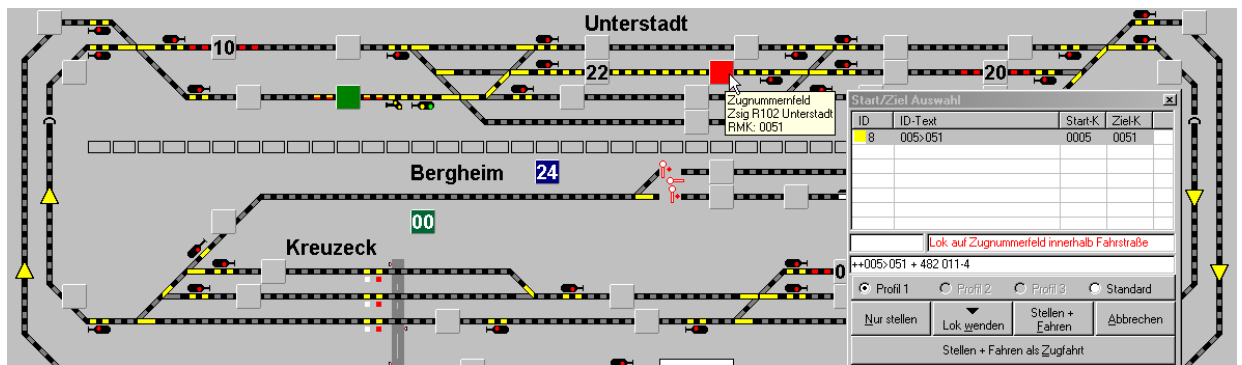 Unterstadt
10
22
20
Zugnummernfeld
Zsig R102 Unterstadt
RMK: 0051
Start/Ziel Auswahl
ID ID-Text Start-K Ziel-K
8 005>051 0005 0051
Bergheim 24
00
Kreuzeck
Lok auf Zugnummerfeld innerhalb Fahrstraße
++005>051 + 482 011-4
Profil 1 Profil 2 Profil 3 Standard
Nur stellen Lok wenden Stellen + Fahren Abbrechen
Stellen + Fahren als Zugfahrt